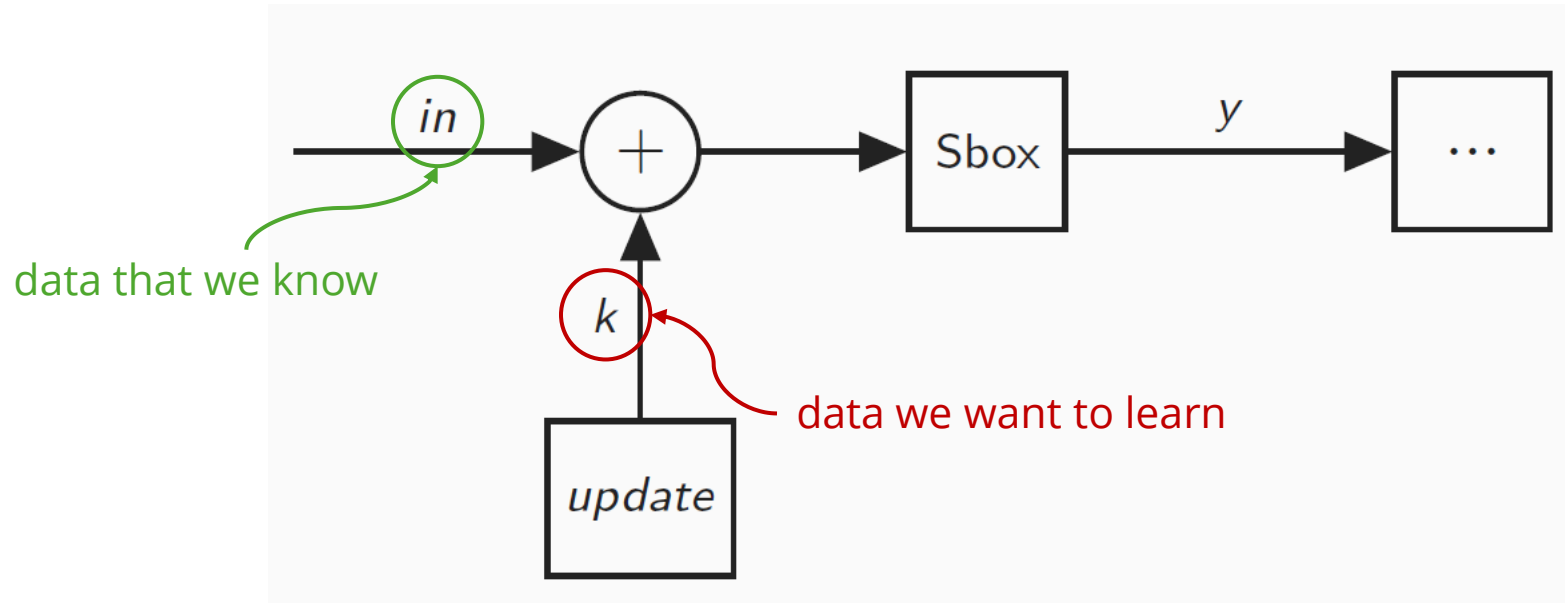 in
+
Sbox
y
...
data that we know
k
data we want to learn
update